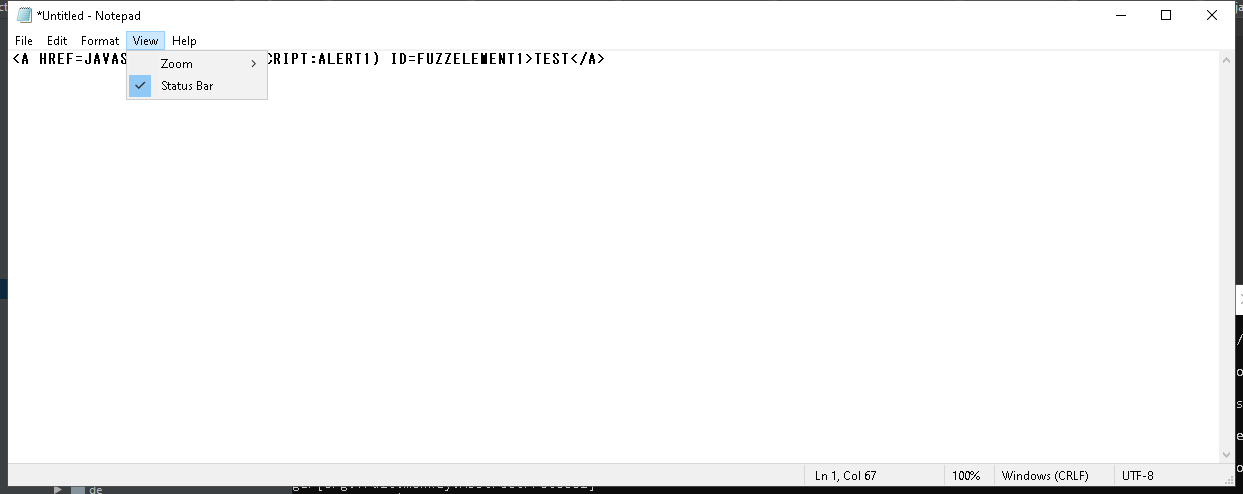 *Untitled - Notepad
File Edit Format View Help
<A HREF=JAVAS CRIPT:ALERT1) ID=FUZZELEMENT1>TEST</A>
Zoom
Status Bar
Ln 1, Col 67 100% Windows (CRLF) UTF-8
de